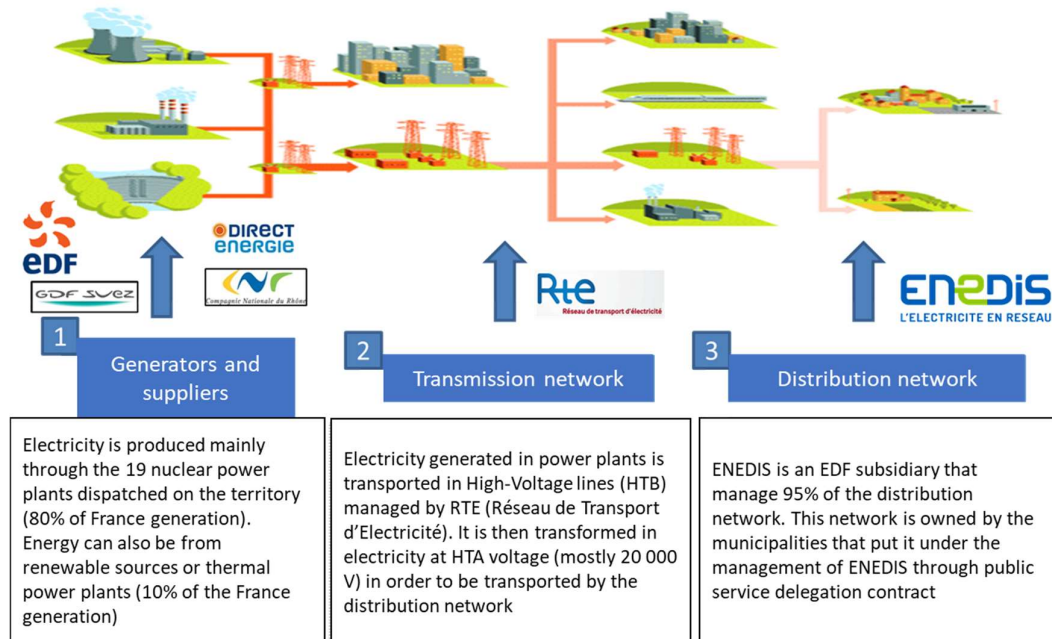 eDF
GDF SUEZ
DIRECT
ENERGIE
CNR
Compagnie Nationale du Rhône
Rte
Réseau de transport d'électricité
ENEDIS
L'ELECTRICITE EN RESEAU
1
Generators and
suppliers
2
Transmission network
3
Distribution network
Electricity is produced mainly
through the 19 nuclear power
plants dispatched on the territory
(80% of France generation).
Energy can also be from
renewable sources or thermal
power plants (10% of the France
generation)
Electricity generated in power plants is
transported in High-Voltage lines (HTB)
managed by RTE (Réseau de Transport
d'Electricité). It is then transformed in
electricity at HTA voltage (mostly 20 000
V) in order to be transported by the
distribution network
ENEDIS is an EDF subsidiary that
manage 95% of the distribution
network. This network is owned by the
municipalities that put it under the
management of ENEDIS through public
service delegation contract